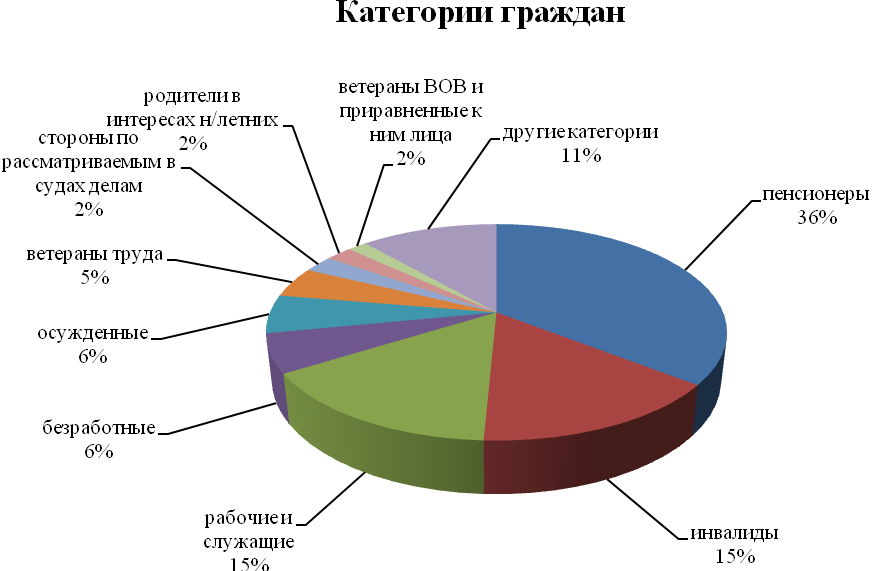 Категории граждан
ветераны ВОВ и
приравненные к
ним лица
2%
родители в
интересах н/летних
2%
стороны по
рассматриваемым в
судах делам
2%
другие категории
11%
пенсионеры
36%
ветераны труда
5%
осужденные
6%
безработные
6%
рабочие и
служащие
15%
инвалиды
15%